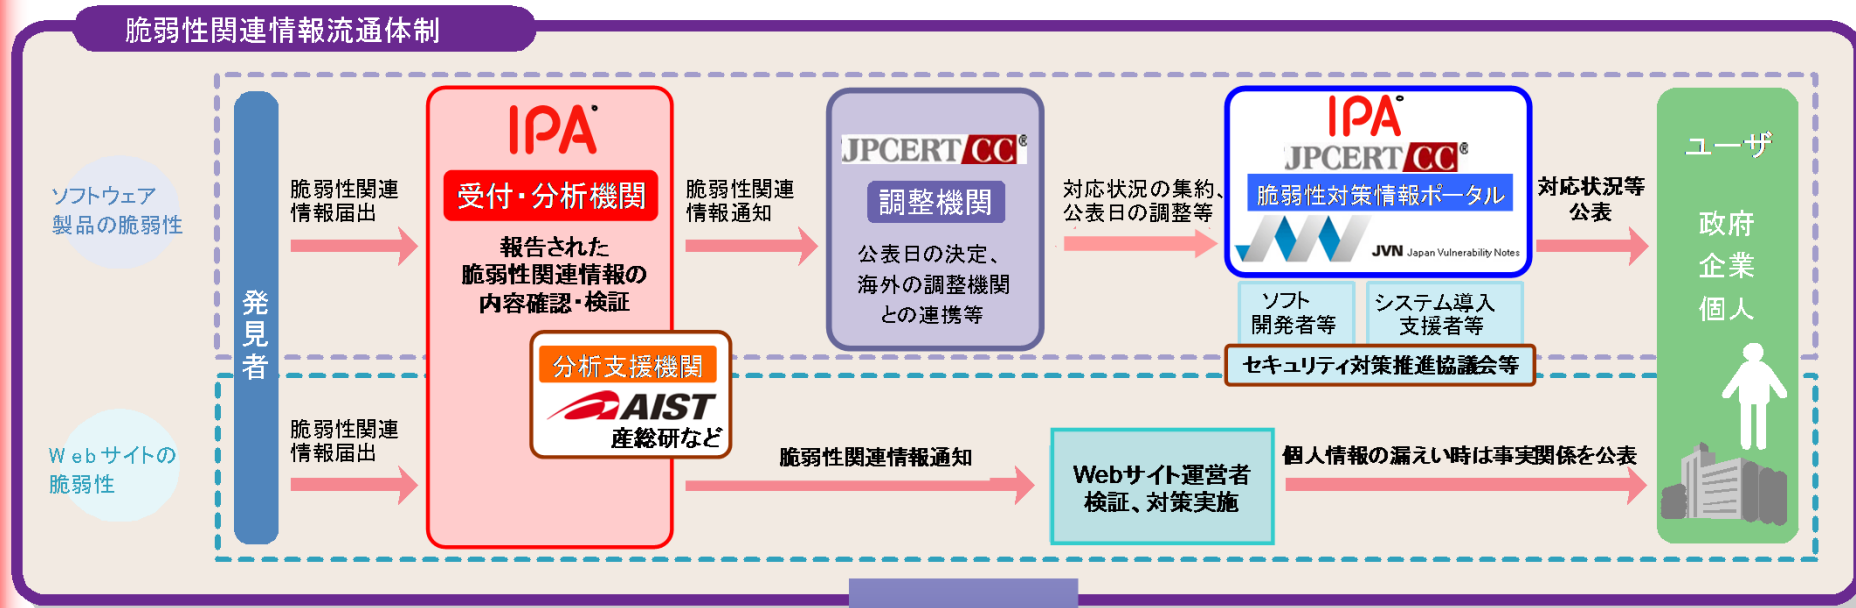 脆弱性関連情報流通体制
ソフトウェア
製品の脆弱性
Webサイトの
脆弱性
発見者
脆弱性関連
情報届出
脆弱性関連
情報届出
IPA
受付・分析機関
報告された
脆弱性関連情報の
内容確認・検証
分析支援機関
AIST
産総研など
脆弱性関連
情報通知
JPCERT CC®
調整機関
公表日の決定、
海外の調整機関
との連携等
対応状況の集約、
公表日の調整等
IPA
JPCERT CC®
脆弱性対策情報ポータル
JVN Japan Vulnerability Notes
ソフト
開発者等
システム導入
支援者等
セキュリティ対策推進協議会等
対応状況等
公表
脆弱性関連情報通知
Webサイト運営者
検証、対策実施
個人情報の漏えい時は事実関係を公表
ユーザ
政府
企業
個人